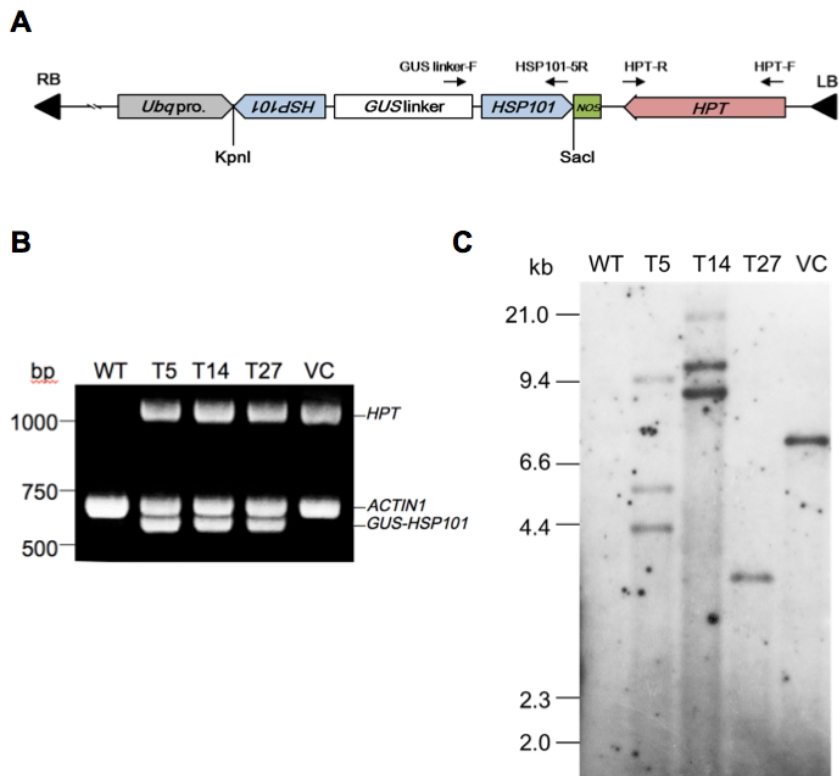 A
GUS linker-F HSP101-5R HPT-R HPT-F
RB LB
Ubq pro. HSP101 GUS linker HSP101 NOS HPT
KpnI SacI
B
bp WT T5 T14 T27 VC
1000 HPT
750
ACTIN1
GUS-HSP101
500
C
kb WT T5 T14 T27 VC
21.0
9.4
6.6
4.4
2.3
2.0